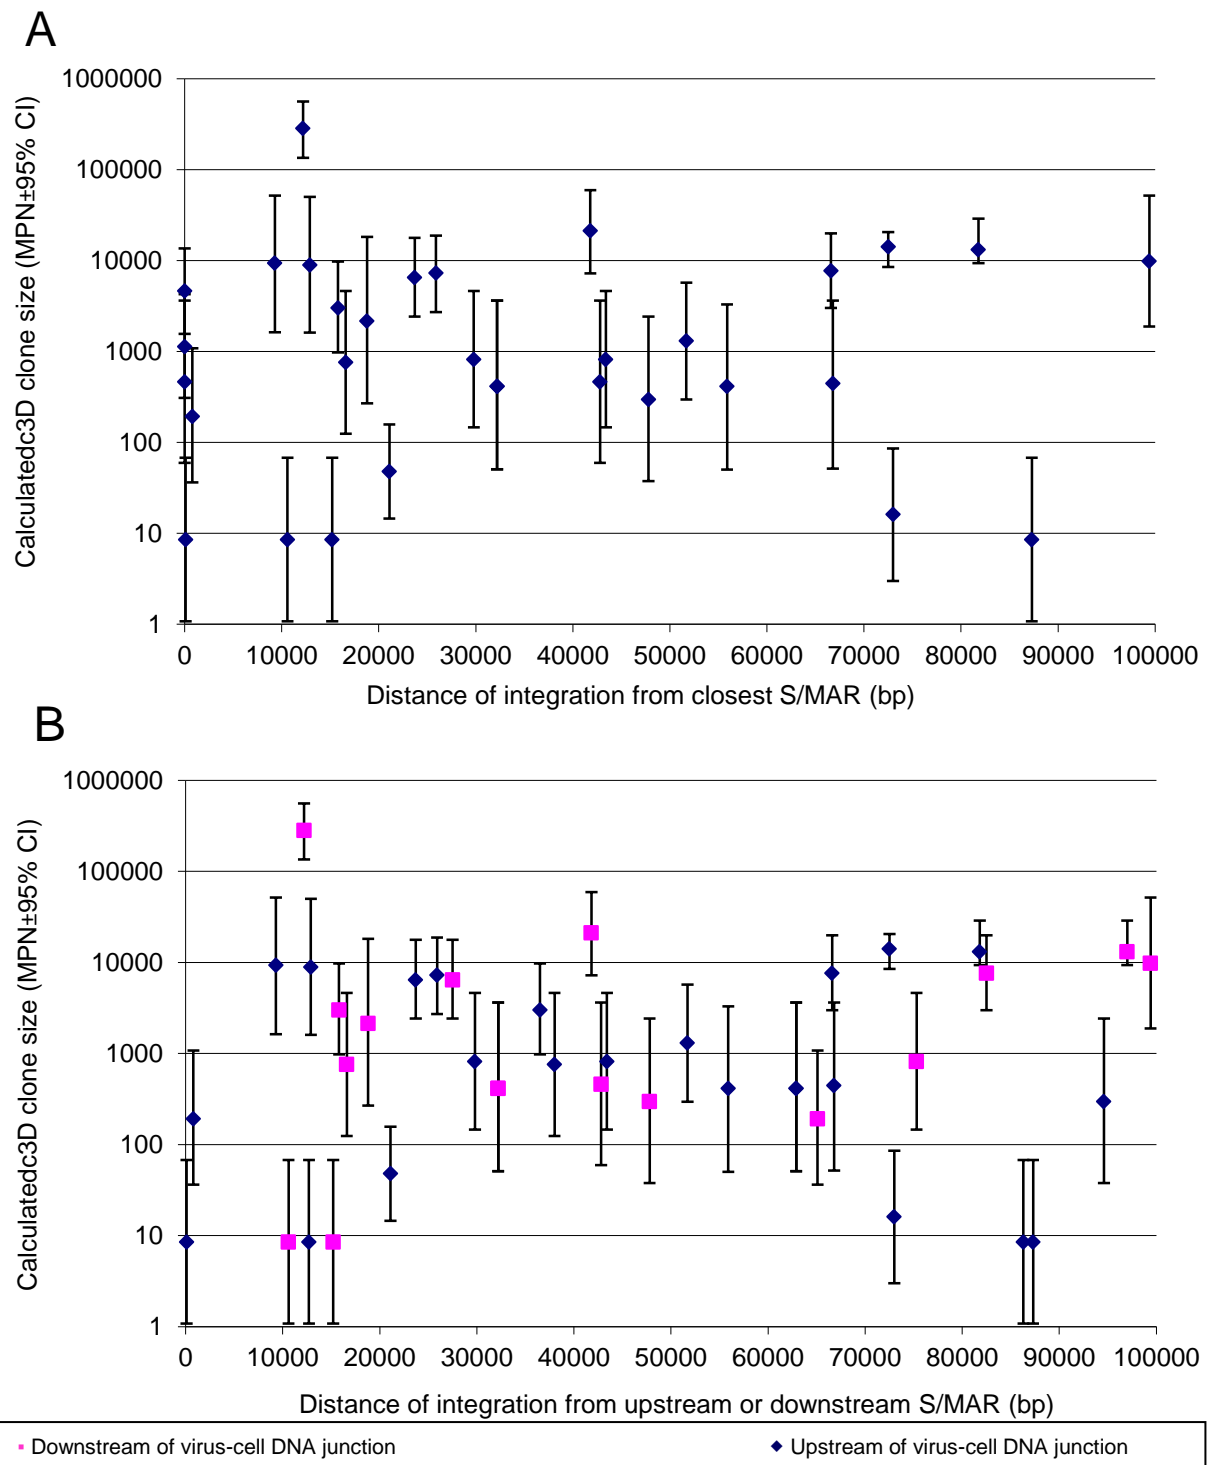 A
Calculatedc3D clone size (MPN±95% CI)
1000000
100000
10000
1000
100
10
1
0 10000 20000 30000 40000 50000 60000 70000 80000 90000 100000
Distance of integration from closest S/MAR (bp)
B
Calculatedc3D clone size (MPN±95% CI)
1000000
100000
10000
1000
100
10
1
0 10000 20000 30000 40000 50000 60000 70000 80000 90000 100000
Distance of integration from upstream or downstream S/MAR (bp)
Downstream of virus-cell DNA junction Upstream of virus-cell DNA junction